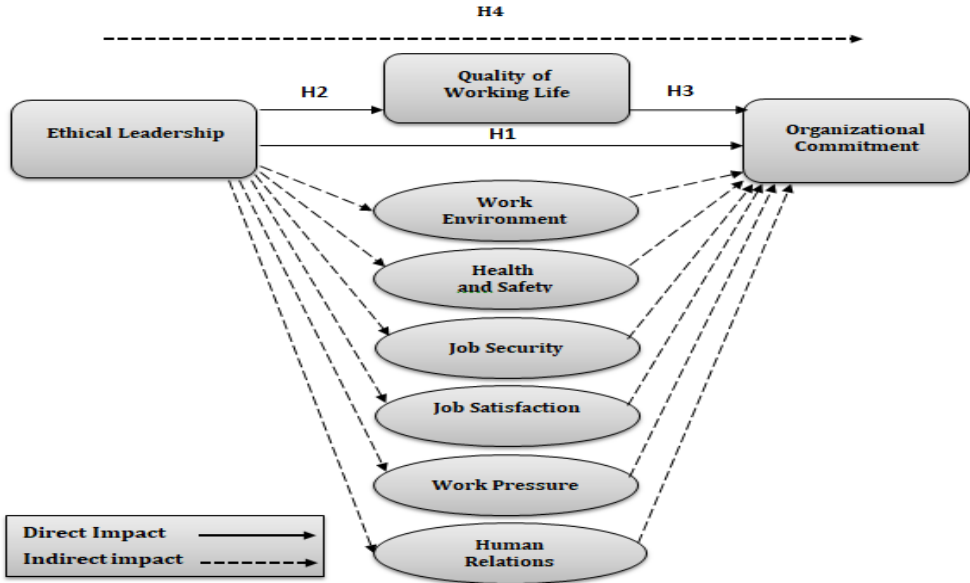 H4
Quality of
Working Life
H2
H3
Ethical Leadership
H1
Organizational
Commitment
Work
Environment
Health
and Safety
Job Security
Job Satisfaction
Work Pressure
Human
Relations
Direct Impact
Indirect impact